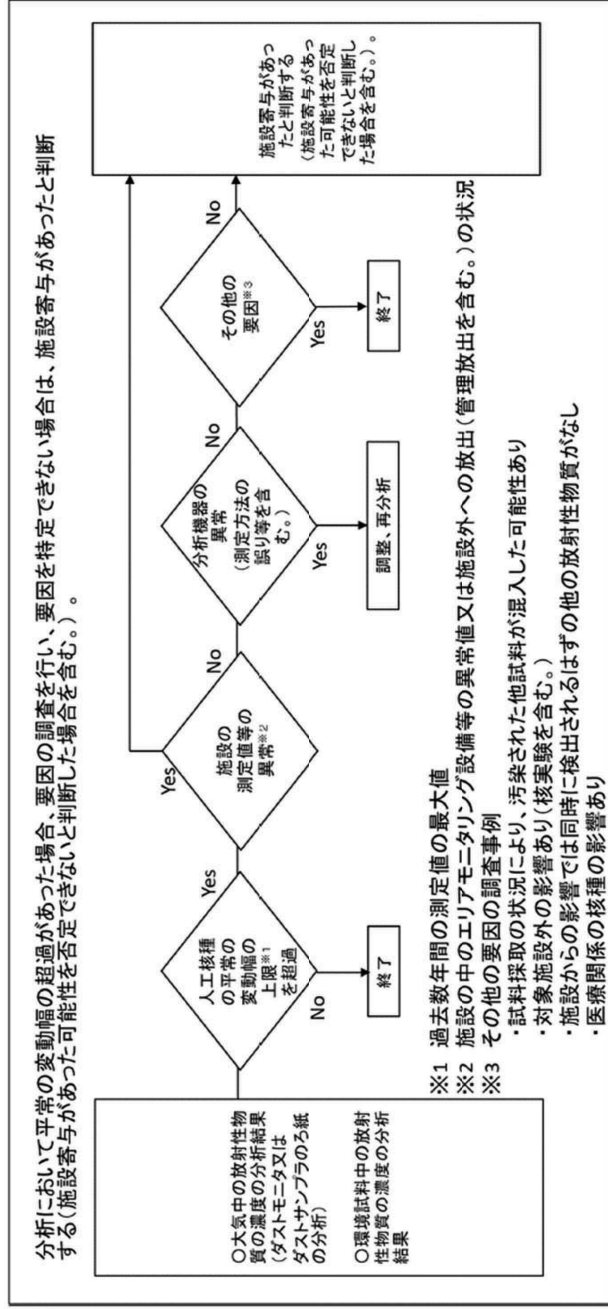 分析において平常の変動幅の超過があった場合、要因の調査を行い、要因を特定できない場合は、施設寄与があったと判断
する(施設寄与があった可能性を否定できないと判断した場合を含む。)。
○大気中の放射性物
質の濃度の分析結果
(ダストモニタ又は
ダストサンプラのろ紙
の分析)
○環境試料中の放射
性物質の濃度の分析
結果
人工核種
の平常の
変動幅の
上限※1
を超過
Yes
No
終了
施設の
測定値等の
異常※2
Yes
No
分析機器の
異常
(測定方法の
誤り等を含
む。)
No
Yes
調整、再分析
その他の
要因※3
No
Yes
終了
施設寄与があっ
たと判断する
(施設寄与があっ
た可能性を否定
できないと判断し
た場合を含む。)。
※1 過去数年間の測定値の最大値
※2 施設の中のエリアモニタリング設備等の異常値又は施設外への放出(管理放出を含む。)の状況
※3 その他の要因の調査事例
・試料採取の状況により、汚染された他試料が混入した可能性あり
・対象施設外の影響あり(核実験を含む。)
・施設からの影響では同時に検出されるはずの他の放射性物質がなし
・医療関係の核種の影響あり